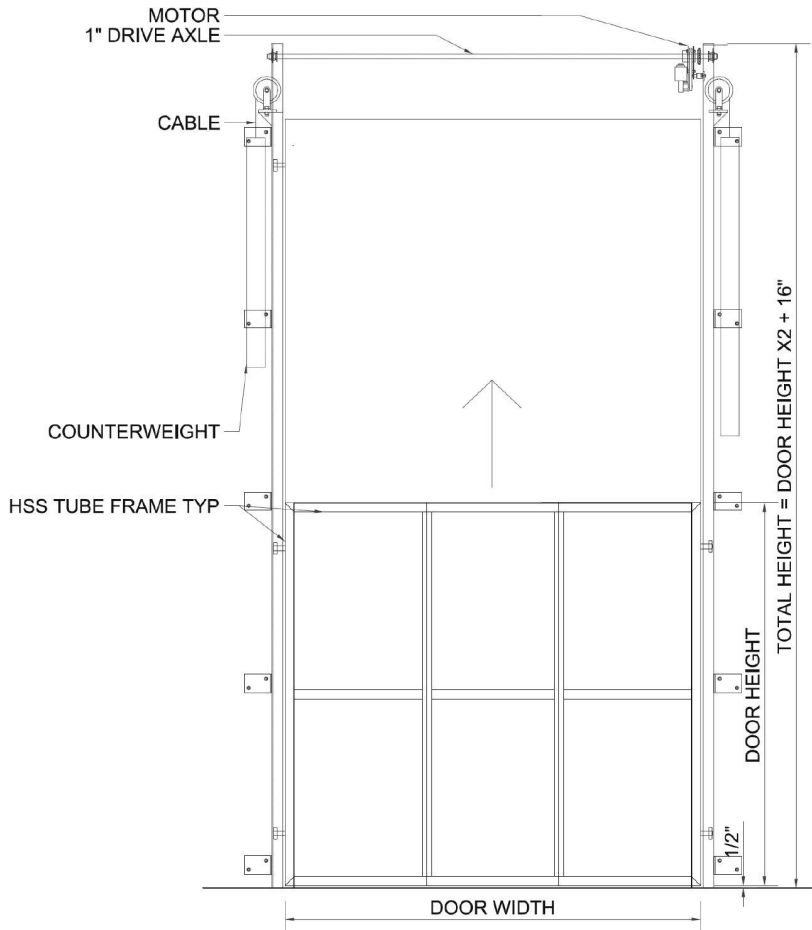 MOTOR
1" DRIVE AXLE
CABLE
COUNTERWEIGHT
HSS TUBE FRAME TYP
TOTAL HEIGHT = DOOR HEIGHT X2 + 16"
DOOR HEIGHT
1/2"
DOOR WIDTH